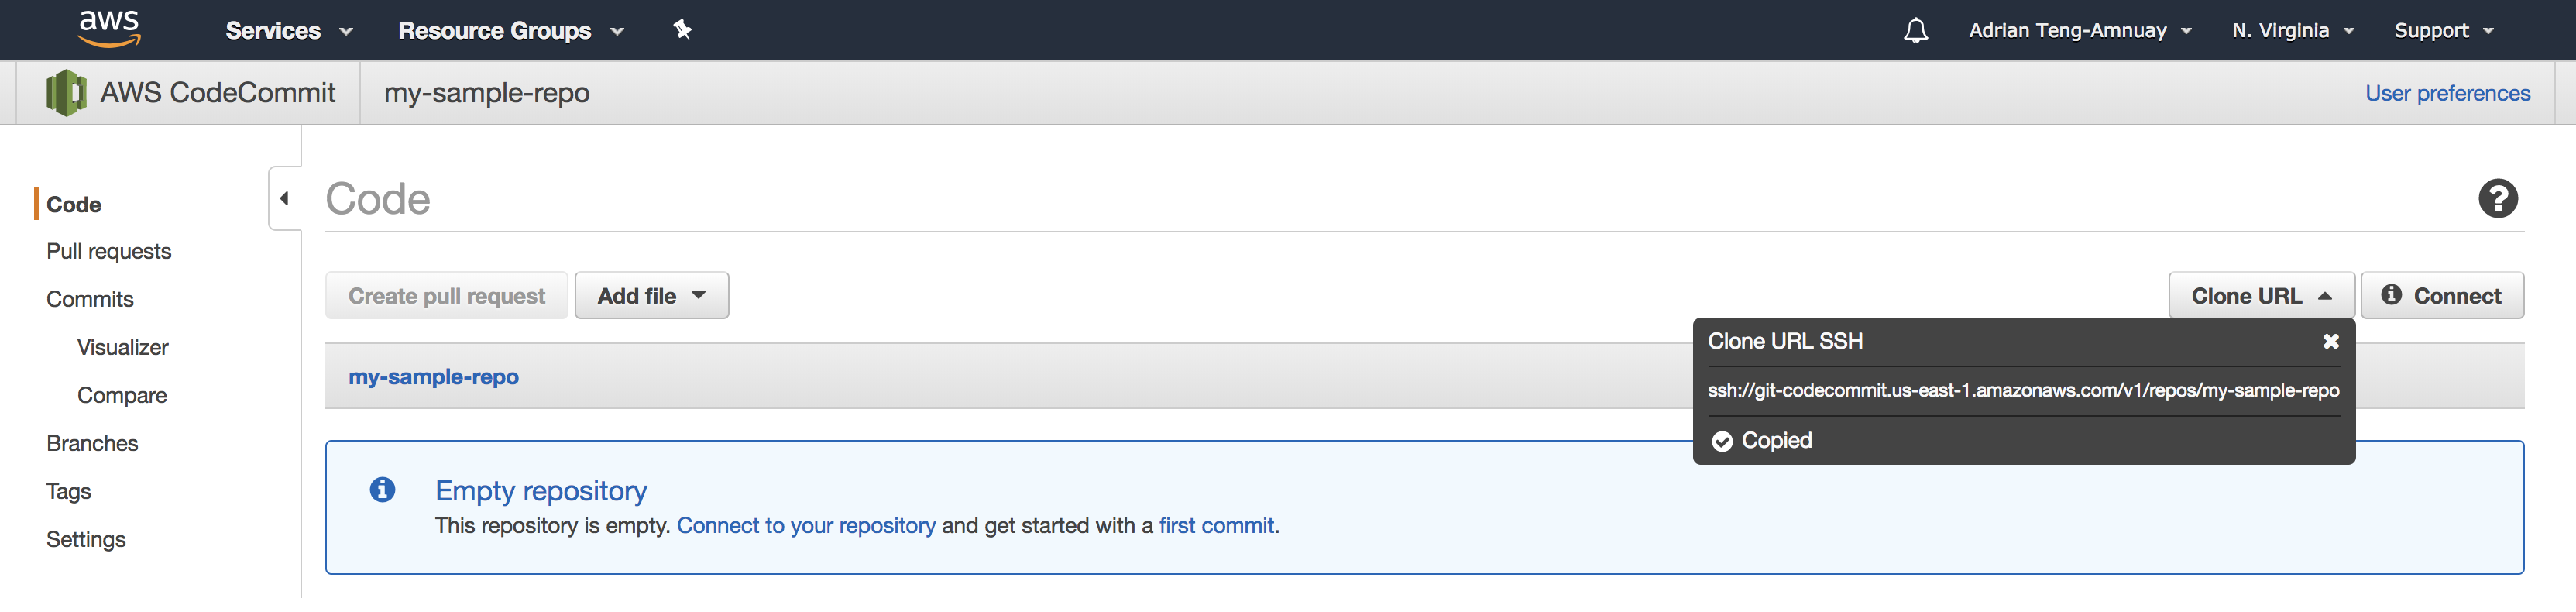 aws Services Resource Groups Adrian Teng-Amnuay N. Virginia Support
AWS CodeCommit my-sample-repo User preferences
Code
Pull requests
Commits
Visualizer
Compare
Branches
Tags
Settings
Code
Create pull request Add file Clone URL Connect
Clone URL SSH
ssh://git-codecommit.us-east-1.amazonaws.com/v1/repos/my-sample-repo
Copied
my-sample-repo
Empty repository
This repository is empty. Connect to your repository and get started with a first commit.